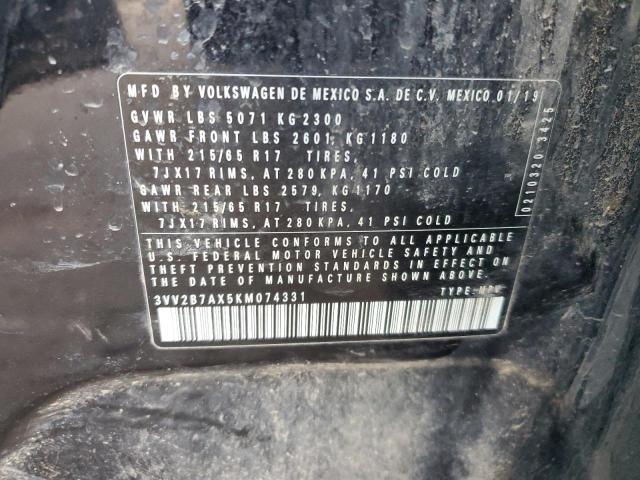 MFD BY VOLKSWAGEN DE MEXICO S.A. DE C.V. MEXICO 01/19
GVWR LBS 5071 KG 2300
GAWR FRONT LBS 2601, KG 1180
WITH 215/65 R17 TIRES,
7JX17 RIMS, AT 280 KPA, 41 PSI COLD
GAWR REAR LBS 2579, KG 1170
WITH 215/65 R17 TIRES,
7JX17 RIMS, AT 280 KPA, 41 PSI COLD
0210320 3425
THIS VEHICLE CONFORMS TO ALL APPLICABLE
U.S. FEDERAL MOTOR VEHICLE SAFETY AND
THEFT PREVENTION STANDARDS IN EFFECT ON
THE DATE OF MANUFACTURE SHOWN ABOVE.
3VV2B7AX5KM074331 TYPE: MPV